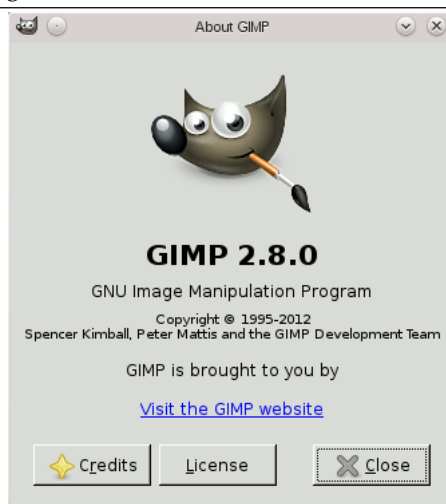 About GIMP
GIMP 2.8.0
GNU Image Manipulation Program
Copyright © 1995-2012
Spencer Kimball, Peter Mattis and the GIMP Development Team
GIMP is brought to you by
Visit the GIMP website
Credits
License
Close